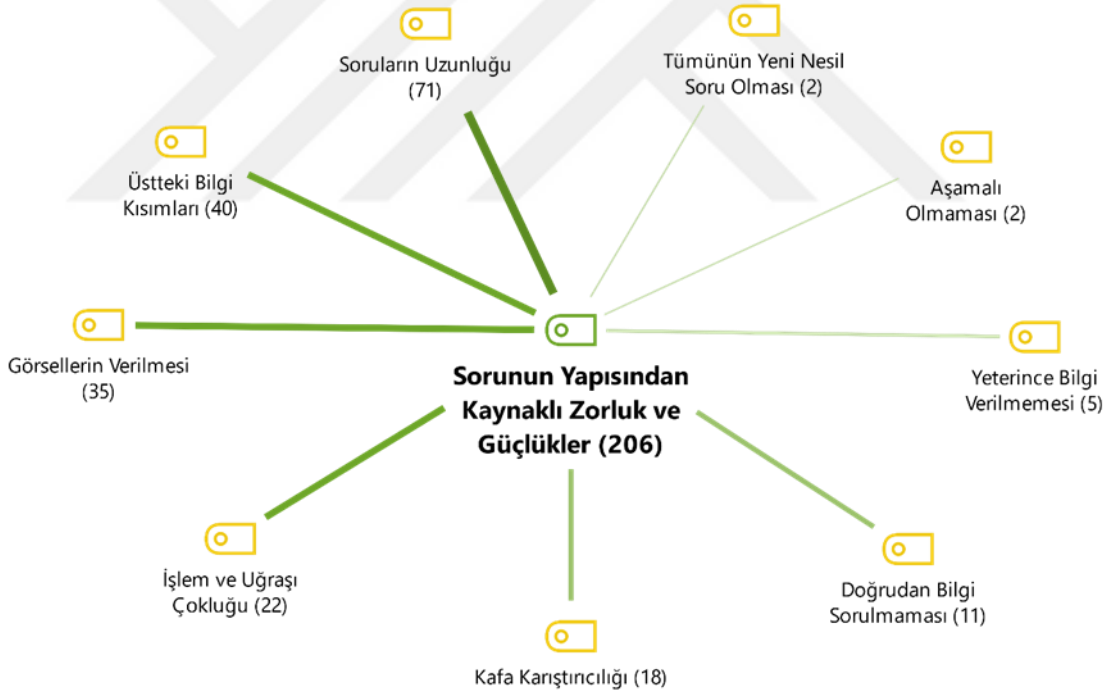 Soruların Uzunluğu
(71)
Tümünün Yeni Nesil
Soru Olması (2)
Üstteki Bilgi
Kısımları (40)
Aşamalı
Olmaması (2)
Görsellerin Verilmesi
(35)
Sorunun Yapısından
Kaynaklı Zorluk ve
Güçlükler (206)
Yeterince Bilgi
Verilmemesi (5)
İşlem ve Uğraşı
Çokluğu (22)
Doğrudan Bilgi
Sorulmaması (11)
Kafa Karıştırıcılığı (18)